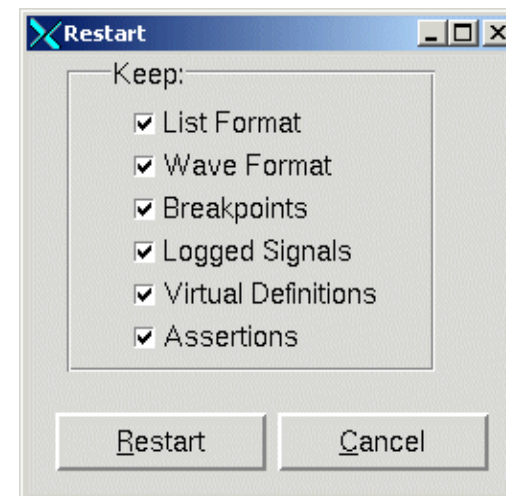 Restart
Keep:
List Format
Wave Format
Breakpoints
Logged Signals
Virtual Definitions
Assertions
Restart
Cancel